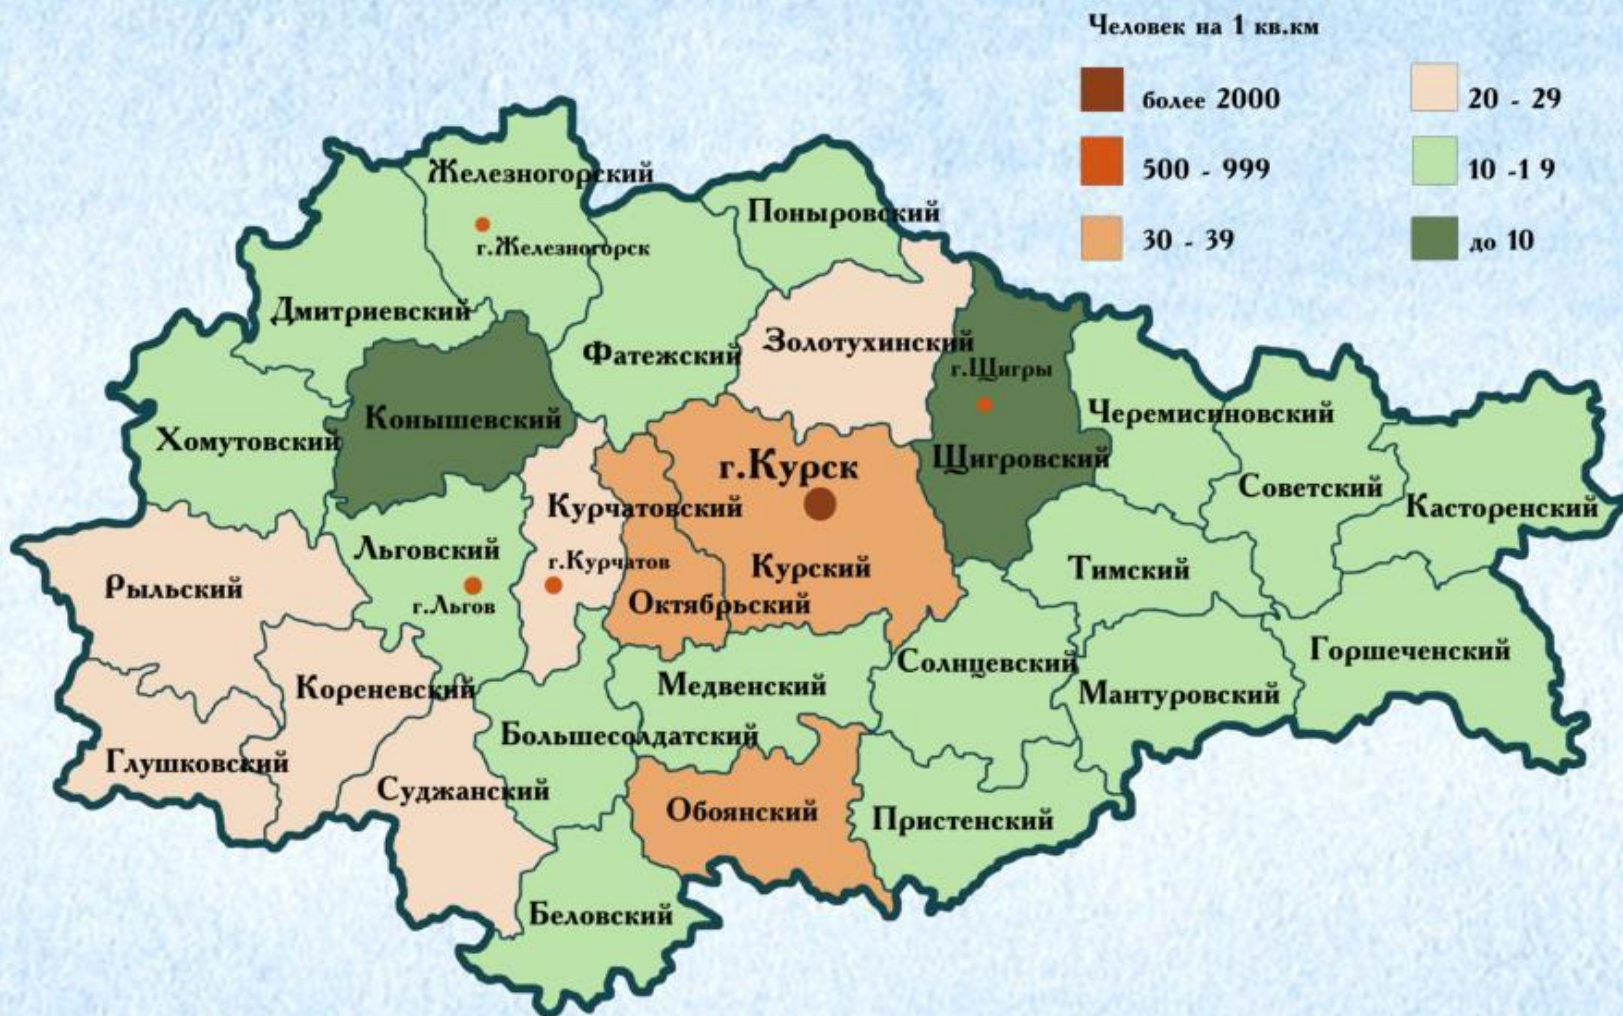 Человек на 1 кв.км
более 2000
20 - 29
500 - 999
10 -1 9
30 - 39
до 10
Железногорский
г.Железногорск
Поныровский
Дмитриевский
Золотухинский
Фатежский
г.Щигры
Конышевский
Черемисиновский
Хомутовский
г.Курск
Щигровский
Советский
Курчатовский
Касторенский
Льговский
г.Курчатов
Курский
Тимский
Рыльский
г.Льгов
Октябрьский
Горшеченский
Солнцевский
Кореневский
Медвенский
Мантуровский
Большесолдатский
Глушковский
Суджанский
Обоянский
Пристенский
Беловский